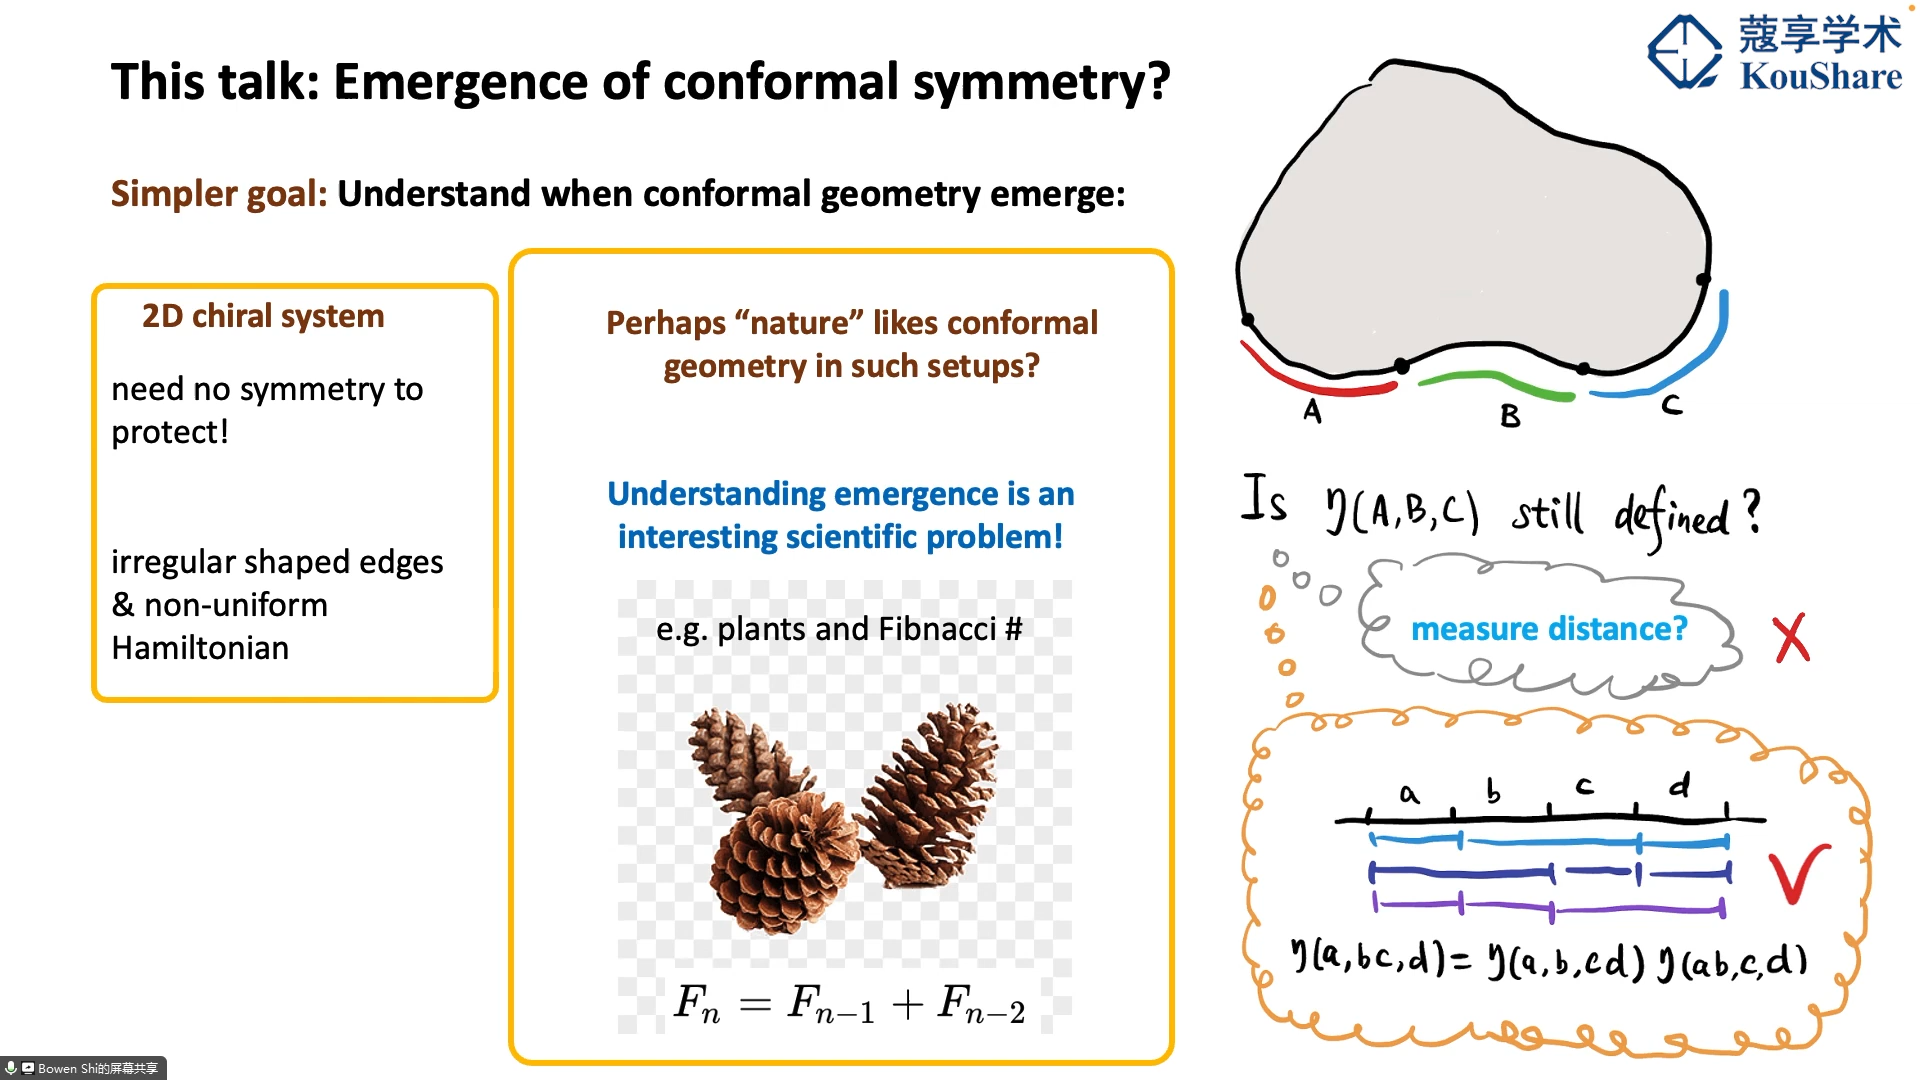 蔻享学术
KouShare
This talk: Emergence of conformal symmetry?
Simpler goal: Understand when conformal geometry emerge:
2D chiral system
need no symmetry to
protect!
irregular shaped edges
& non-uniform
Hamiltonian
Perhaps “nature” likes conformal
geometry in such setups?
Understanding emergence is an
interesting scientific problem!
e.g. plants and Fibnacci #
Fₙ = Fₙ₋₁ + Fₙ₋₂
A
B
C
Is η(A,B,C) still defined?
measure distance?
X
a b c d
η(a,bc,d)= η(a,b,cd) η(ab,c,d)
Bowen Shi的屏幕共享